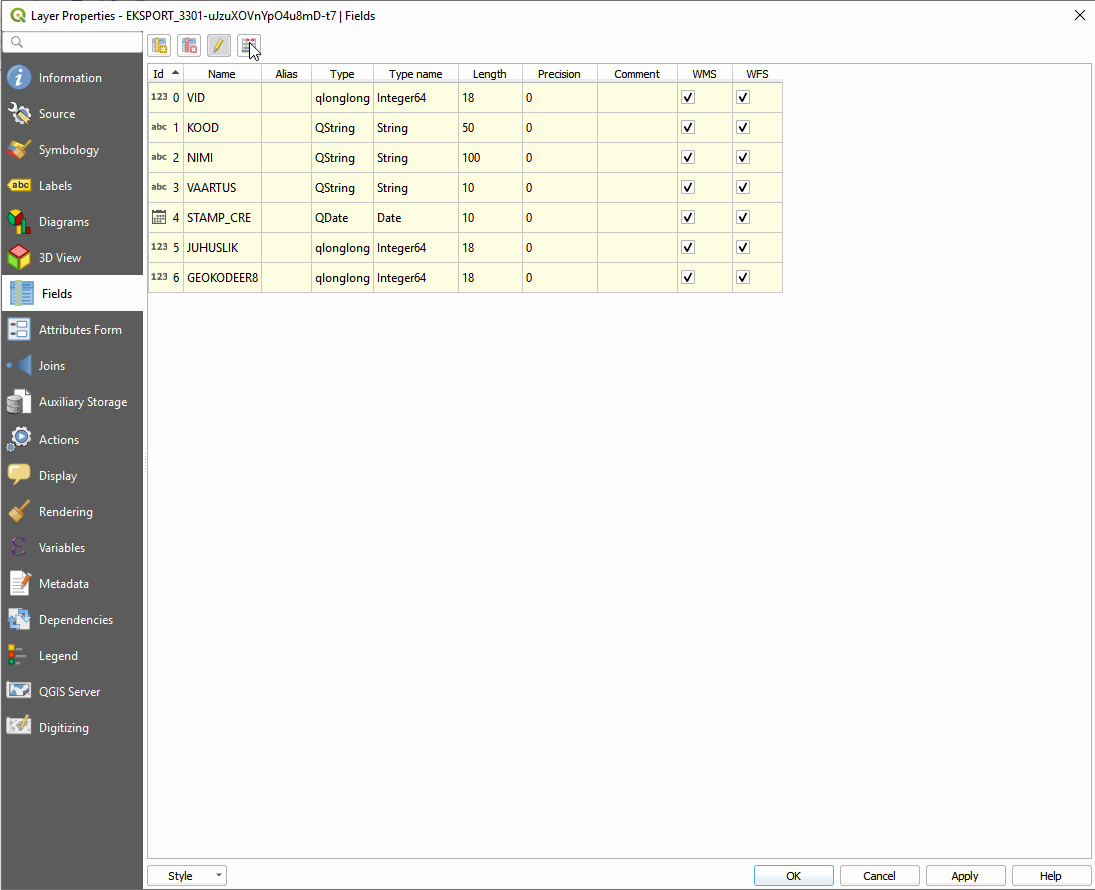 Layer Properties - EKSPORT_3301-uJzuXOVnYpO4u8mD-t7 | Fields
Information
Source
Symbology
abc Labels
Diagrams
3D View
Fields
Attributes Form
Joins
Auxiliary Storage
Actions
Display
Rendering
Variables
Metadata
Dependencies
Legend
QGIS Server
Digitizing
Id Name Alias Type Type name Length Precision Comment WMS WFS
123 0 VID qlonglong Integer64 18 0
abc 1 KOOD QString String 50 0
abc 2 NIMI QString String 100 0
abc 3 VAARTUS QString String 10 0
4 STAMP_CRE QDate Date 10 0
123 5 JUHUSLIK qlonglong Integer64 18 0
123 6 GEOKODEER8 qlonglong Integer64 18 0
Style OK Cancel Apply Help